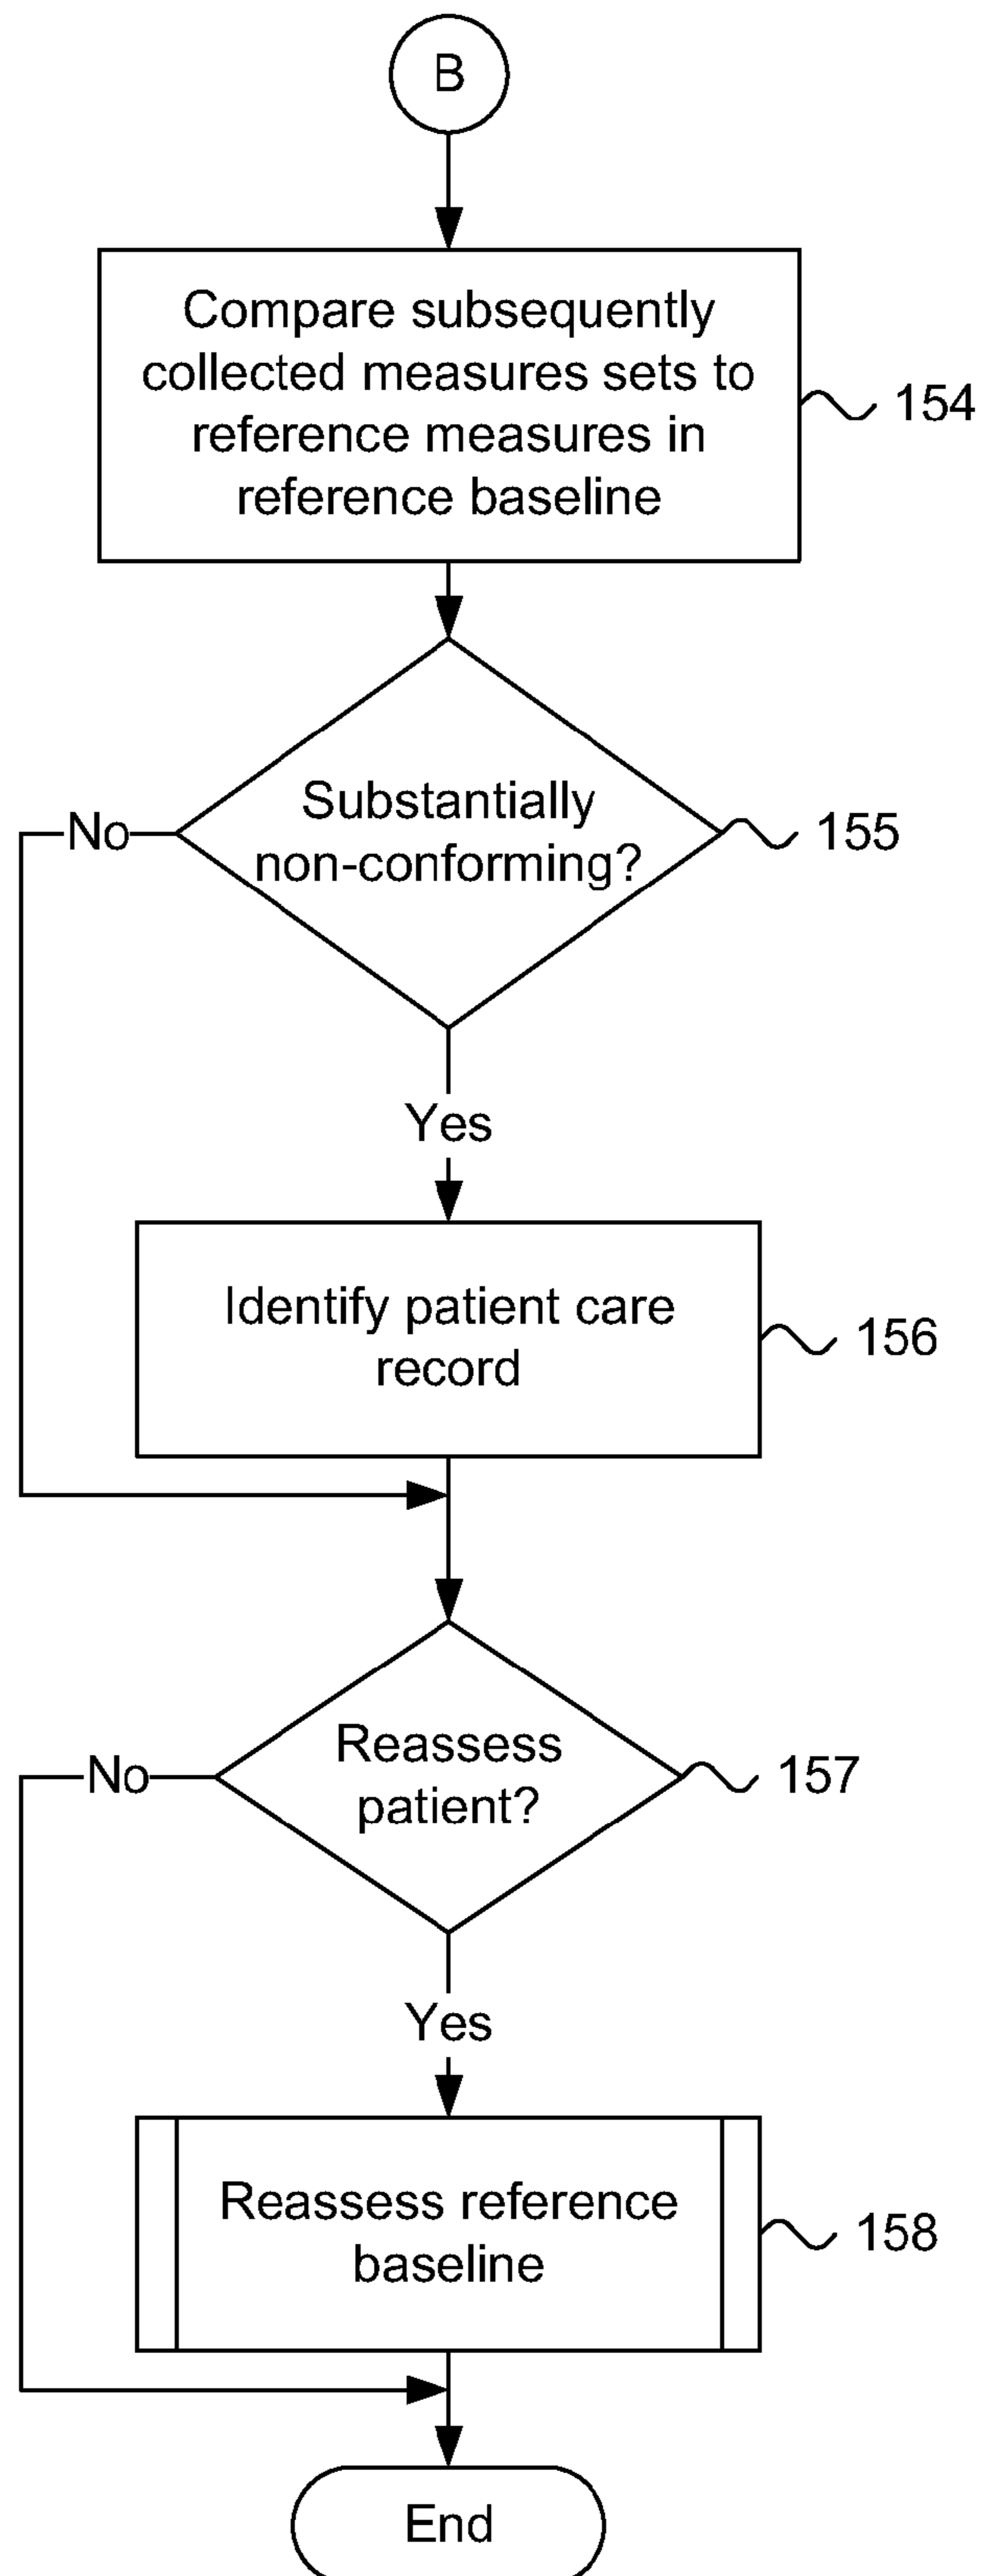 B
Compare subsequently
collected measures sets to
reference measures in
reference baseline
154
Substantially
non-conforming?
155
No
Yes
Identify patient care
record
156
Reassess
patient?
157
No
Yes
Reassess reference
baseline
158
End